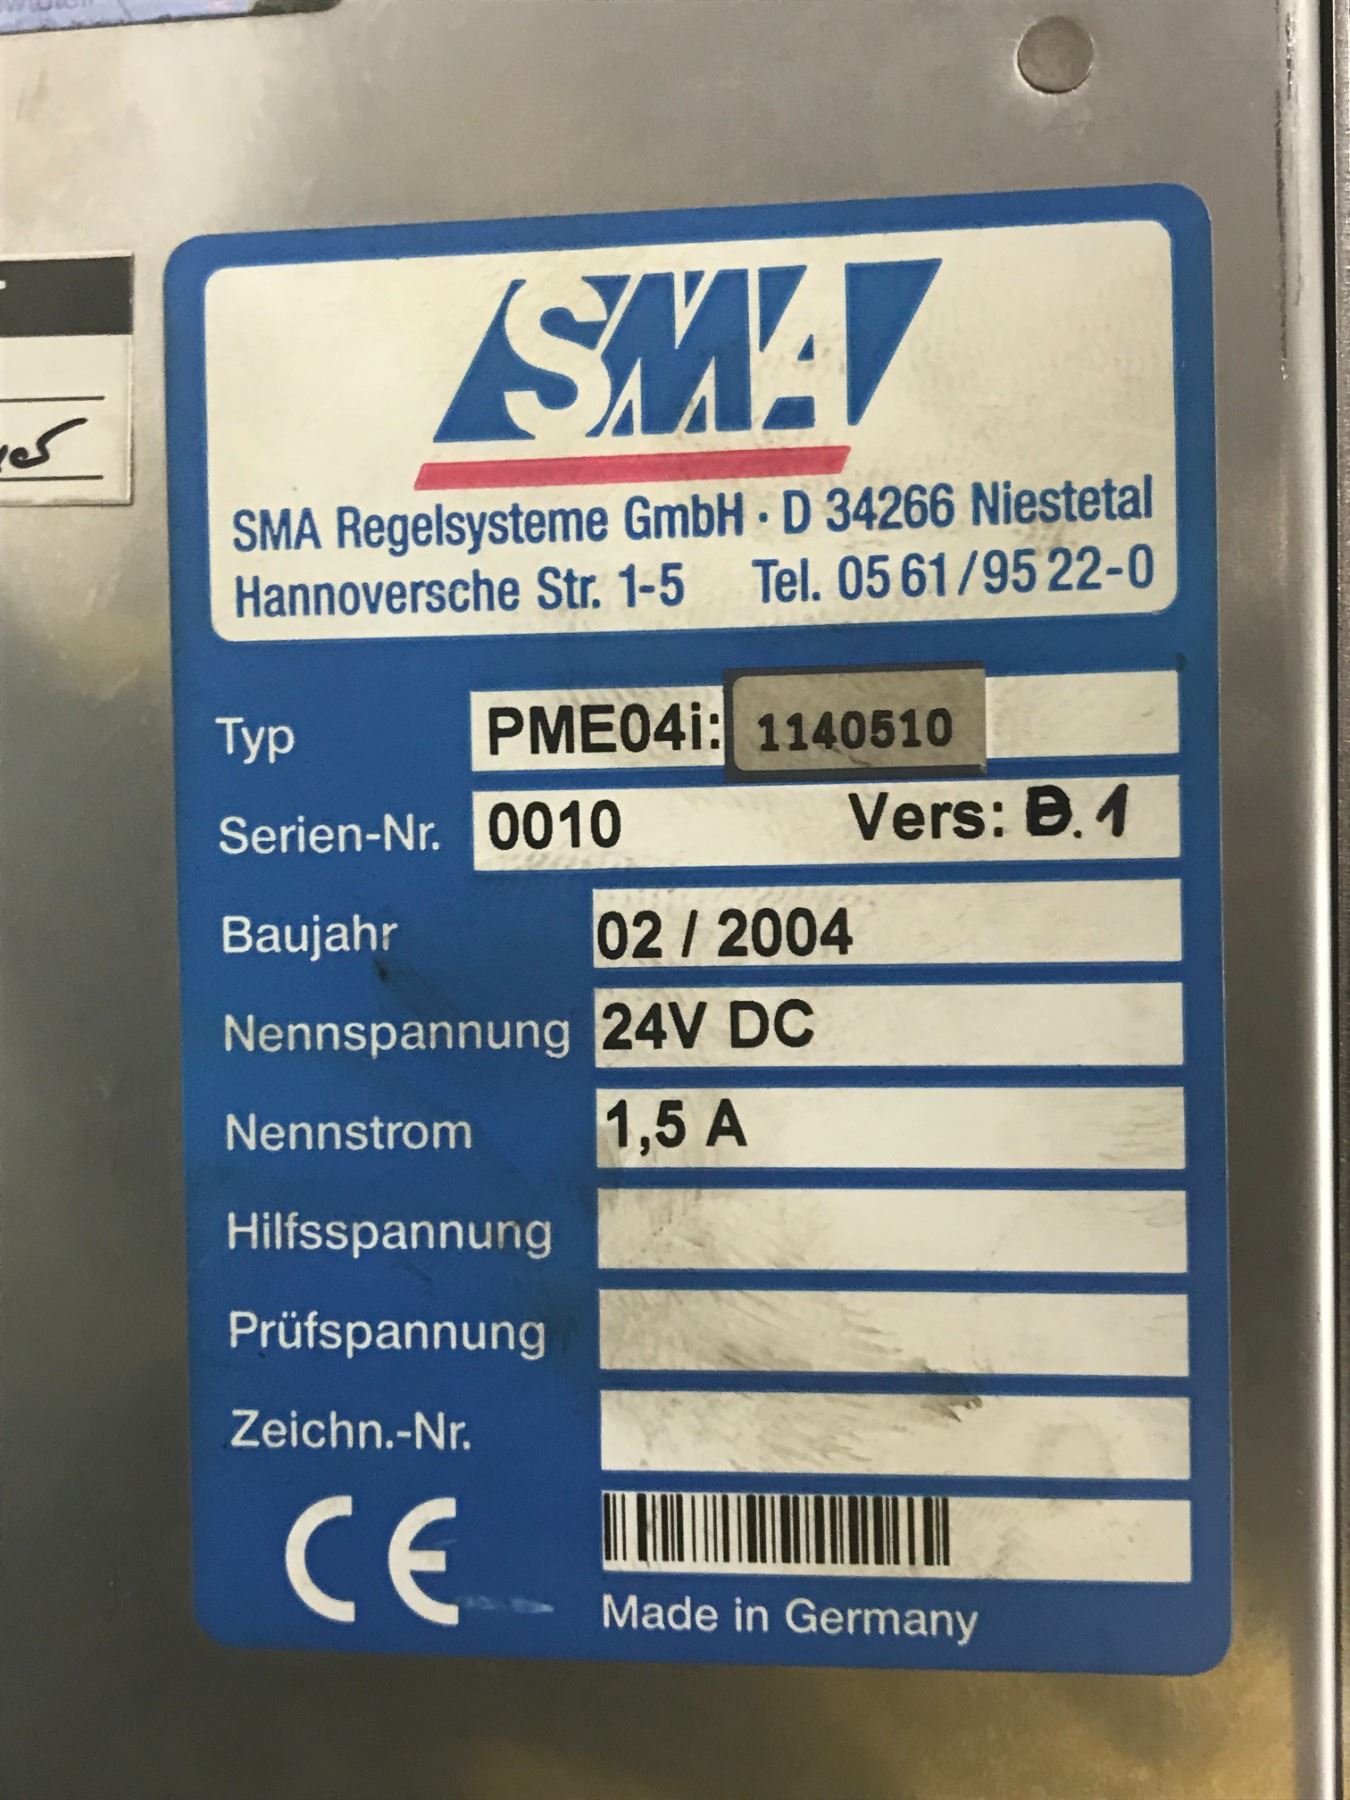 SMA
SMA Regelsysteme GmbH · D 34266 Niestetal
Hannoversche Str. 1-5 Tel. 05 61/95 22-0
Typ PME04i: 1140510
Serien-Nr. 0010 Vers: B.1
Baujahr 02 / 2004
Nennspannung 24V DC
Nennstrom 1,5 A
Hilfsspannung
Prüfspannung
Zeichn.-Nr.
CE
Made in Germany